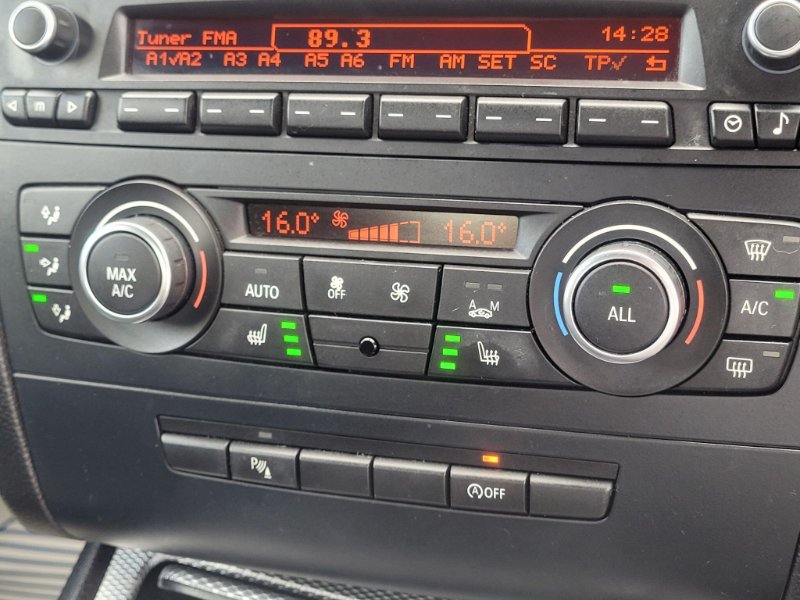 Tuner FMA 89.3 14:28
A1✓A2 A3 A4 A5 A6 FM AM SET SC TP✓
m
16.0° 16.0°
MAX
A/C
AUTO
OFF
A M
ALL
A/C
P
A OFF